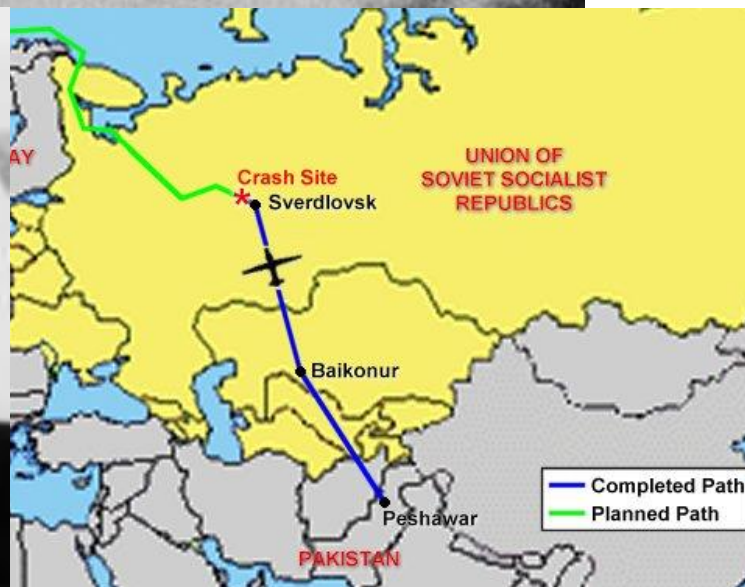 AY
UNION OF
SOVIET SOCIALIST
REPUBLICS
Crash Site
*
Sverdlovsk
Baikonur
Peshawar
PAKISTAN
Completed Path
Planned Path